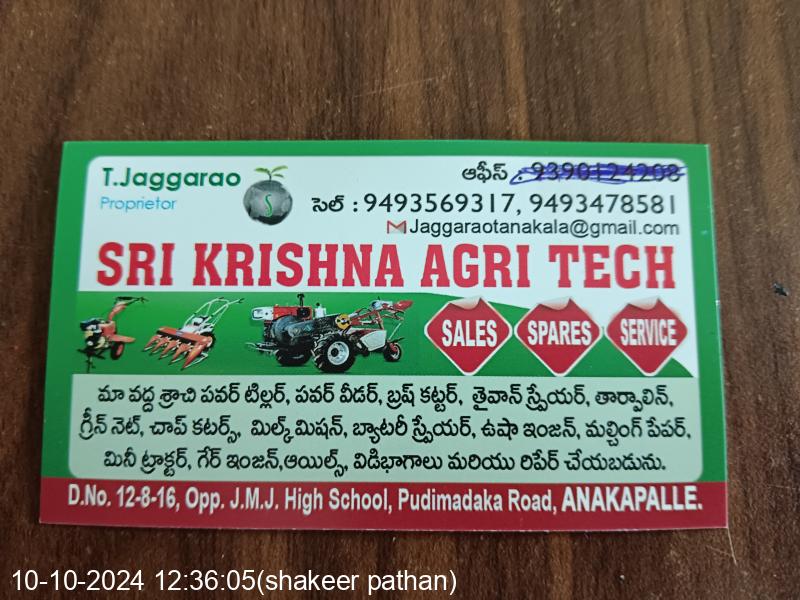 T.Jaggarao
Proprietor
ఆఫీస్ : 9390124208
సెల్ : 9493569317, 9493478581
Jaggaraotanakala@gmail.com
SRI KRISHNA AGRI TECH
SALES SPARES SERVICE
మా వద్ద శ్రాచి పవర్ టిల్లర్, పవర్ వీడర్, బ్రష్ కట్టర్, తైవాన్ స్ప్రేయర్, తార్పాలిన్,
గ్రీన్ నెట్, చాప్ కటర్స్, మిల్క్ మిషన్, బ్యాటరీ స్ప్రేయర్, ఉషా ఇంజన్, మల్చింగ్ పేపర్,
మినీ ట్రాక్టర్, గేర్ ఇంజన్,ఆయిల్స్, విడిభాగాలు మరియు రిపేర్ చేయబడును.
D.No. 12-8-16, Opp. J.M.J. High School, Pudimadaka Road, ANAKAPALLE.
10-10-2024 12:36:05(shakeer pathan)